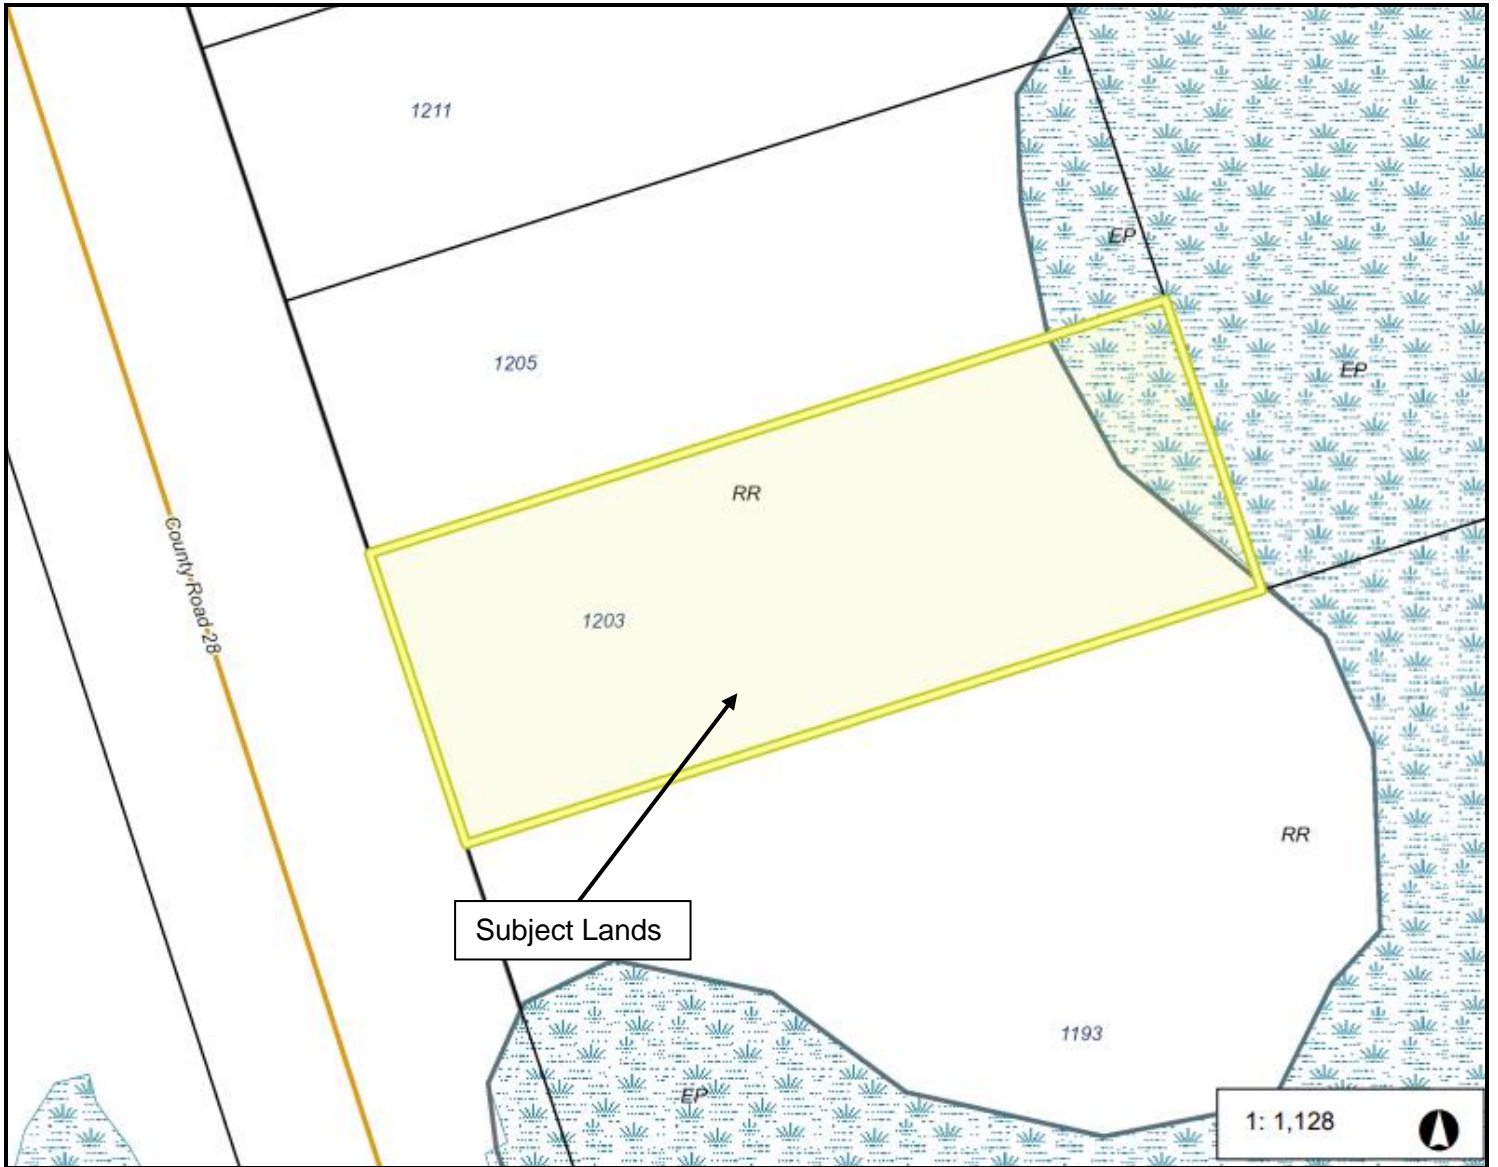 1211
EP
1205
EP
RR
County Road 28
1203
RR
Subject Lands
1193
EP
1: 1,128